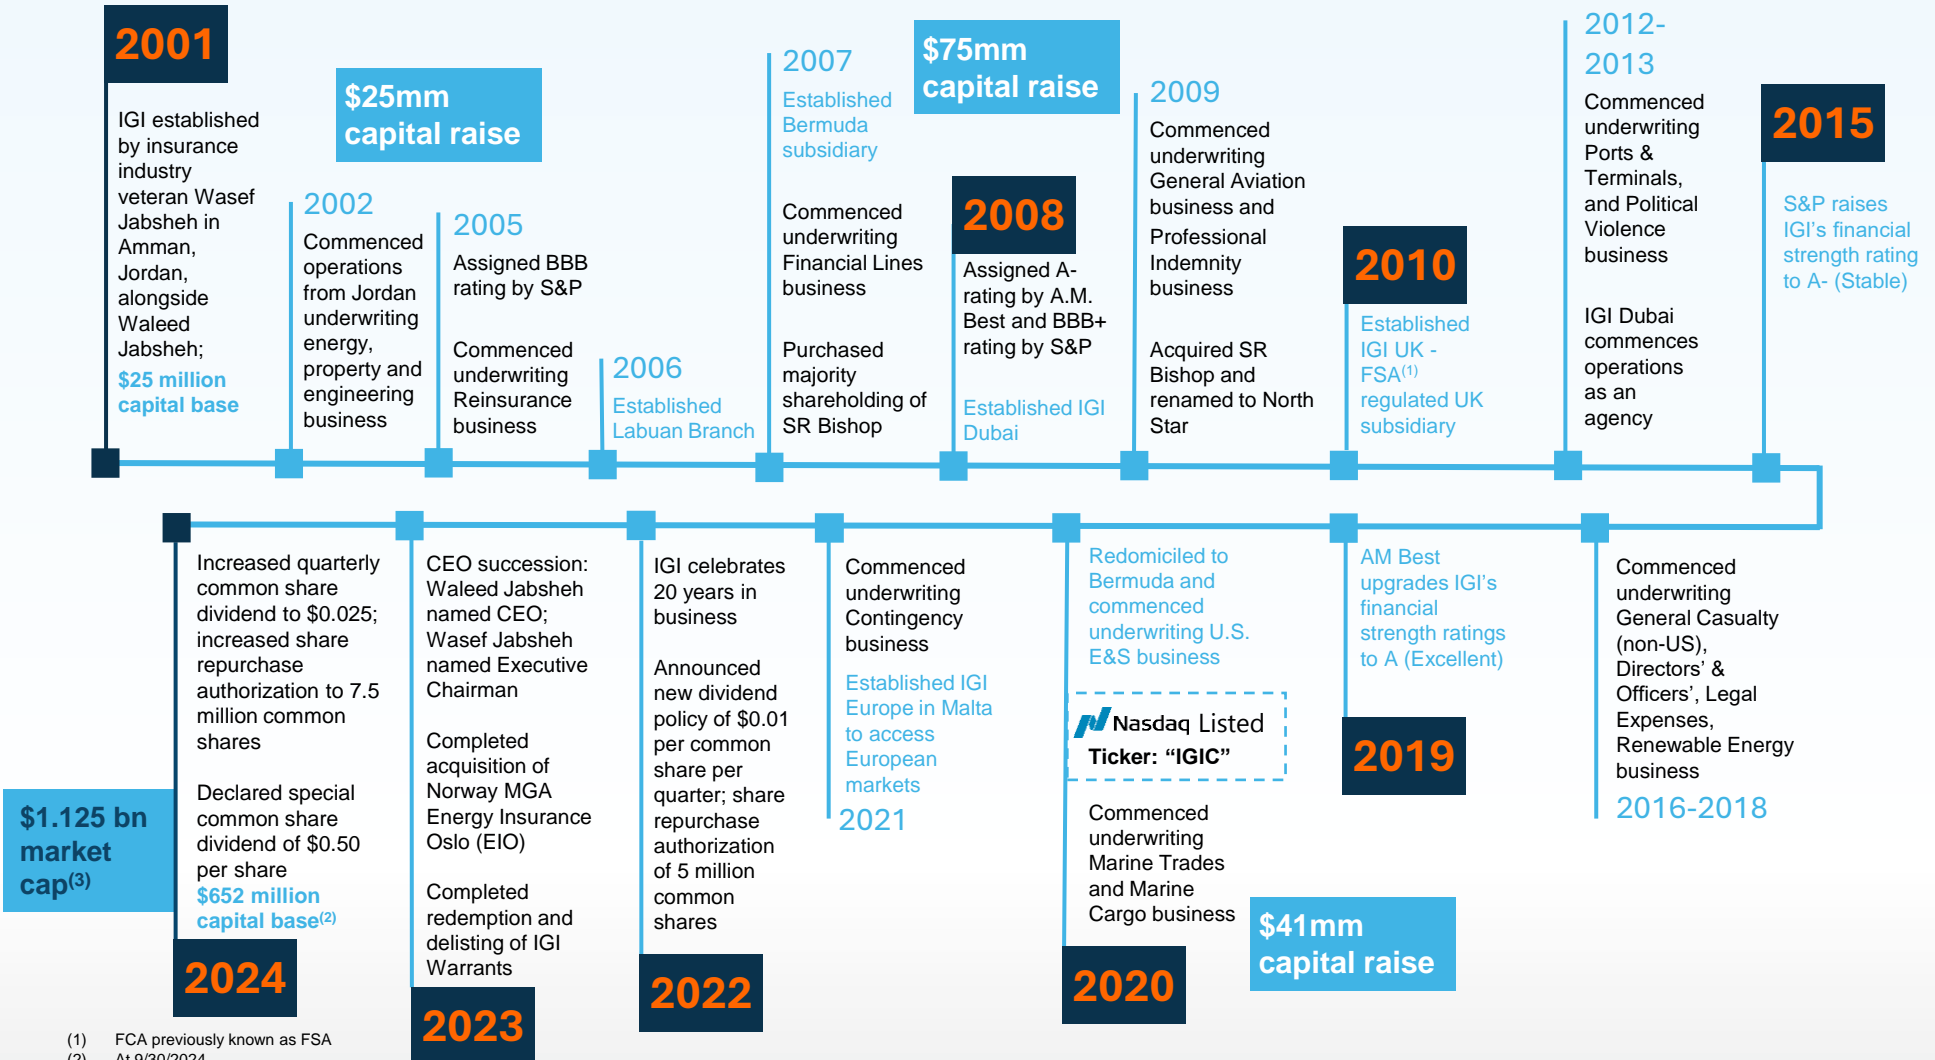 2001
IGI established
by insurance
industry
veteran Wasef
Jabsheh in
Amman,
Jordan,
alongside
Waleed
Jabsheh;
$25 million
capital base
$25mm
capital raise
2002
Commenced
operations
from Jordan
underwriting
energy,
property and
engineering
business
2005
Assigned BBB
rating by S&P
Commenced
underwriting
Reinsurance
business
2006
Established
Labuan Branch
2007
Established
Bermuda
subsidiary
Commenced
underwriting
Financial Lines
business
Purchased
majority
shareholding of
SR Bishop
$75mm
capital raise
2008
Assigned A-
rating by A.M.
Best and BBB+
rating by S&P
Established IGI
Dubai
2009
Commenced
underwriting
General Aviation
business and
Professional
Indemnity
business
Acquired SR
Bishop and
renamed to North
Star
2010
Established
IGI UK -
FSA(1)
regulated UK
subsidiary
2012-
2013
Commenced
underwriting
Ports &
Terminals,
and Political
Violence
business
IGI Dubai
commences
operations
as an
agency
2015
S&P raises
IGI's financial
strength rating
to A- (Stable)
Commenced
underwriting
General Casualty
(non-US),
Directors' &
Officers', Legal
Expenses,
Renewable Energy
business
2016-2018
AM Best
upgrades IGI's
financial
strength ratings
to A (Excellent)
2019
Redomiciled to
Bermuda and
commenced
underwriting U.S.
E&S business
Nasdaq Listed
Ticker: "IGIC"
Commenced
underwriting
Marine Trades
and Marine
Cargo business
2020
$41mm
capital raise
Commenced
underwriting
Contingency
business
Established IGI
Europe in Malta
to access
European
markets
2021
IGI celebrates
20 years in
business
Announced
new dividend
policy of $0.01
per common
share per
quarter; share
repurchase
authorization
of 5 million
common
shares
2022
CEO succession:
Waleed Jabsheh
named CEO;
Wasef Jabsheh
named Executive
Chairman
Completed
acquisition of
Norway MGA
Energy Insurance
Oslo (EIO)
Completed
redemption and
delisting of IGI
Warrants
2023
Increased quarterly
common share
dividend to $0.025;
increased share
repurchase
authorization to 7.5
million common
shares
Declared special
common share
dividend of $0.50
per share
$652 million
capital base(2)
2024
$1.125 bn
market
cap(3)
(1) FCA previously known as FSA
(2) At 9/30/2024